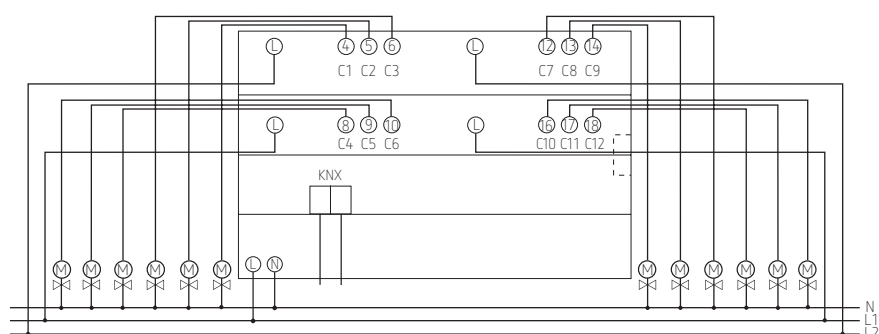 L 4 5 6 L 12 13 14
C1 C2 C3 C7 C8 C9
L 8 9 10 L 16 17 18
C4 C5 C6 C10 C11 C12
KNX
L N
M M M M M M M M M M M M
N
L1
L2